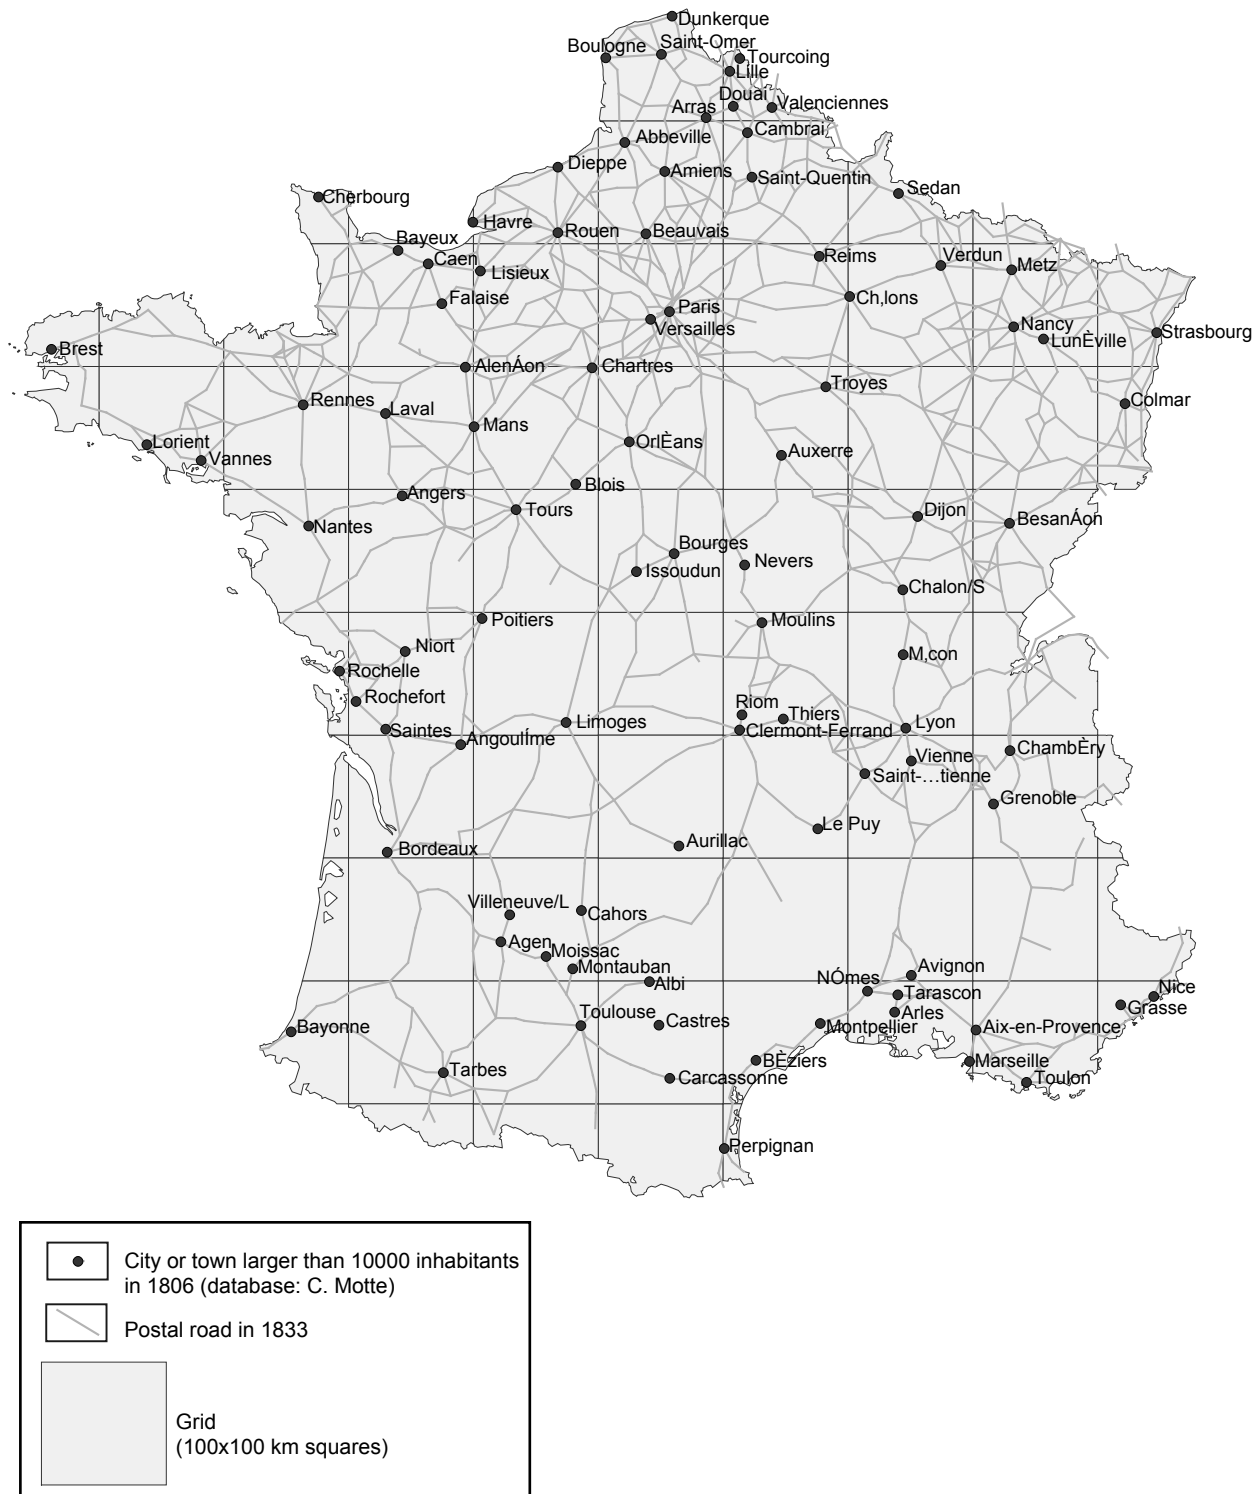 Dunkerque
Saint-Omer
Boulogne
Tourcoing
Lille
Douai
Valenciennes
Arras
Cambrai
Abbeville
Dieppe
Amiens
Saint-Quentin
Sedan
Cherbourg
Havre
Rouen
Beauvais
Bayeux
Caen
Lisieux
Reims
Verdun
Metz
Falaise
Ch,lons
Paris
Versailles
Nancy
LunÈville
Strasbourg
Brest
AlenÁon
Chartres
Troyes
Rennes
Laval
Colmar
Mans
Lorient
OrlÈans
Vannes
Auxerre
Blois
Angers
Tours
Dijon
BesanÁon
Nantes
Bourges
Nevers
Issoudun
Chalon/S
Poitiers
Moulins
Niort
M,con
Rochelle
Rochefort
Riom
Thiers
Limoges
Saintes
Clermont-Ferrand
Lyon
AngoulÍme
ChambÈry
Vienne
Saint-…tienne
Grenoble
Le Puy
Aurillac
Bordeaux
Villeneuve/L
Cahors
Agen
Moissac
Montauban
Avignon
Albi
NÓmes
Tarascon
Nice
Grasse
Arles
Toulouse
Castres
Montpellier
Aix-en-Provence
Bayonne
BÈziers
Marseille
Tarbes
Carcassonne
Toulon
Perpignan
City or town larger than 10000 inhabitants
in 1806 (database: C. Motte)
Postal road in 1833
Grid
(100x100 km squares)